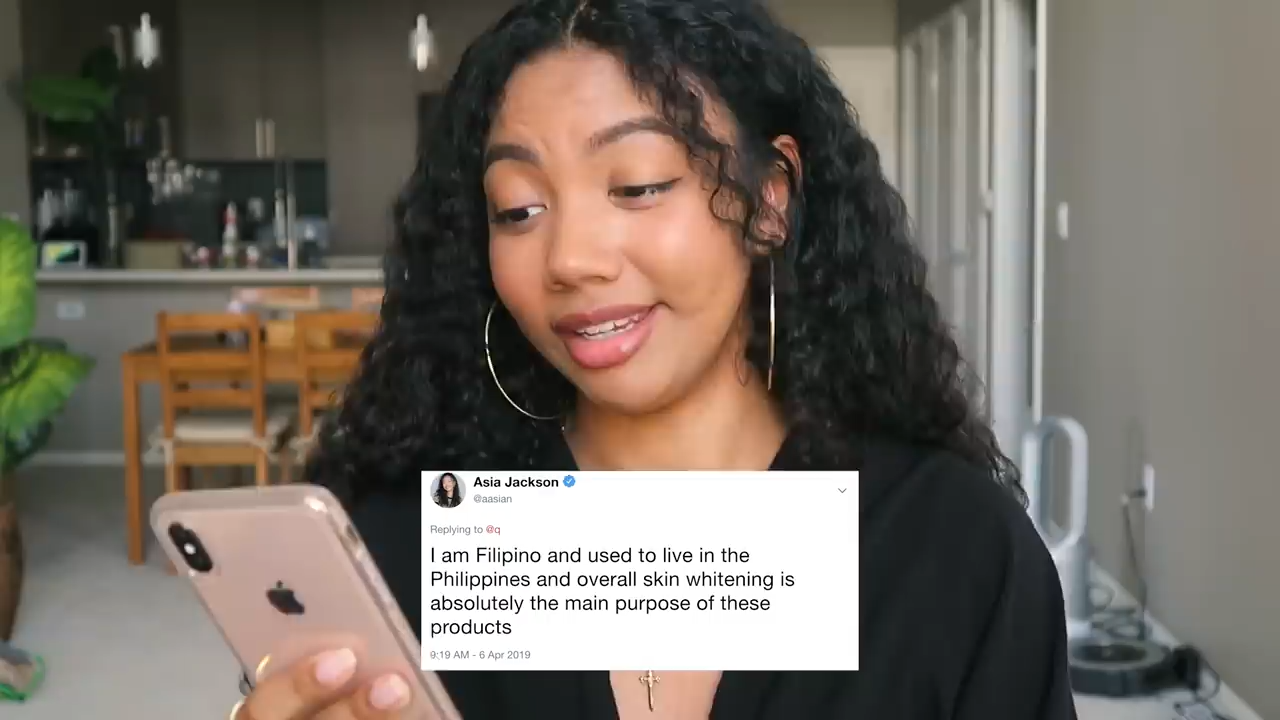 Asia Jackson
@aasian
Replying to @q
I am Filipino and used to live in the
Philippines and overall skin whitening is
absolutely the main purpose of these
products
9:19 AM - 6 Apr 2019